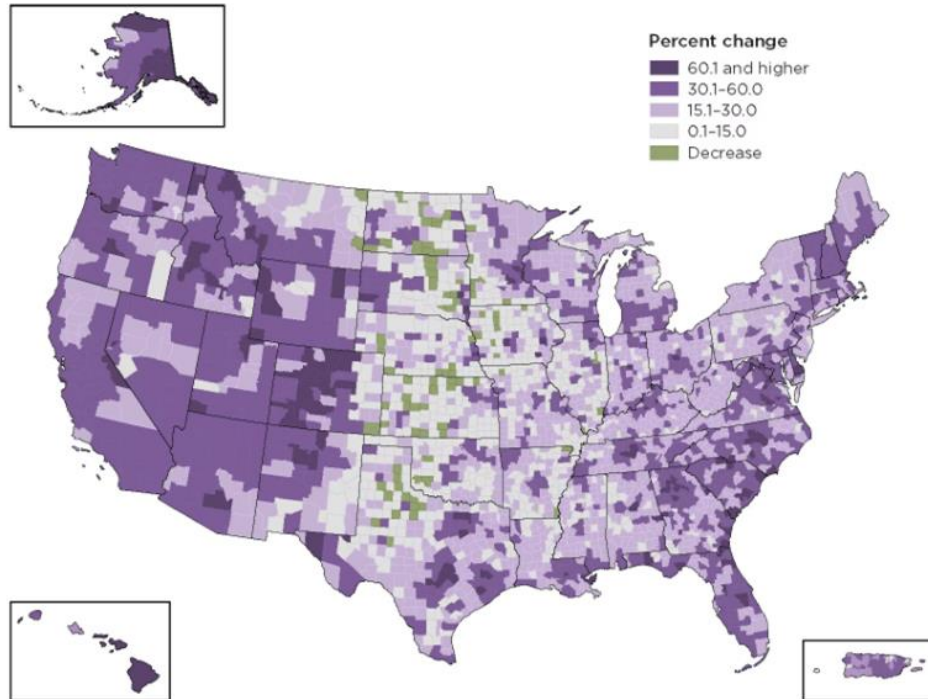 Percent change
60.1 and higher
30.1–60.0
15.1–30.0
0.1–15.0
Decrease